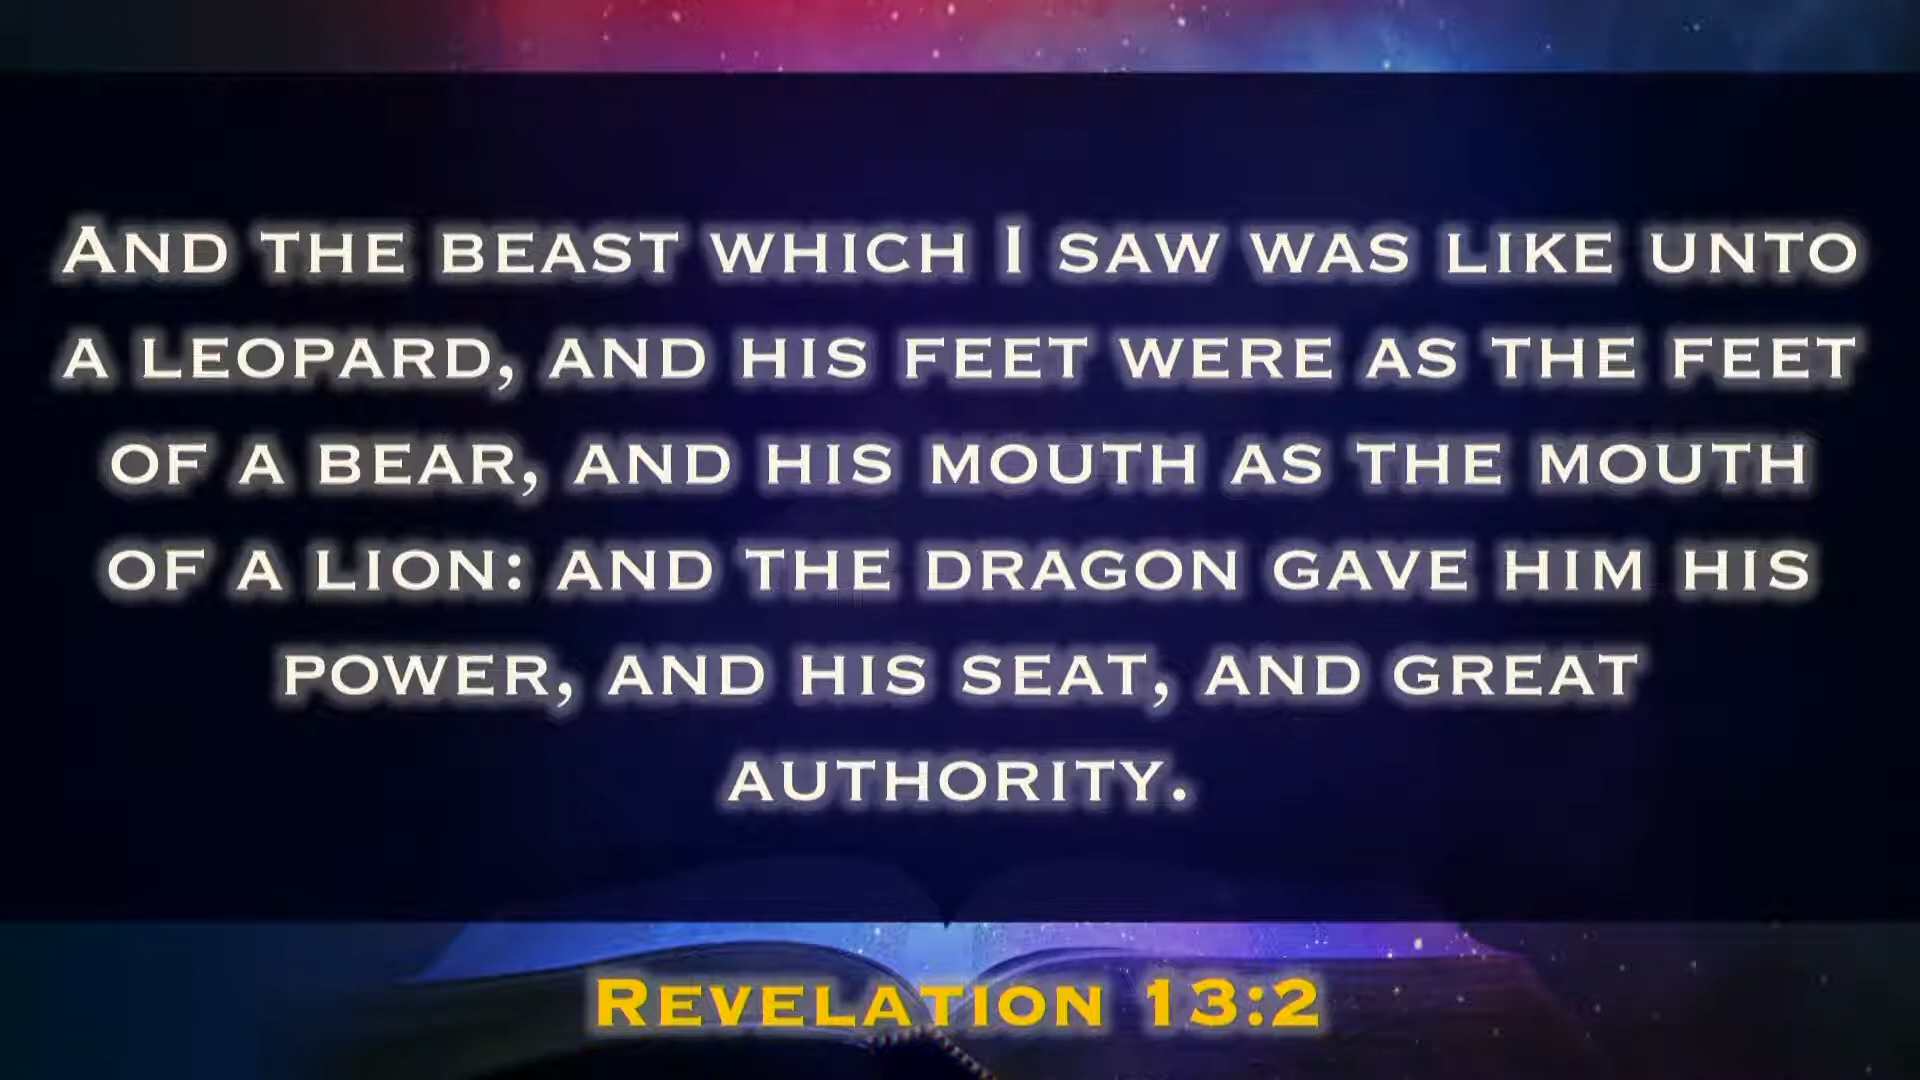 And the beast which I saw was like unto
a leopard, and his feet were as the feet
of a bear, and his mouth as the mouth
of a lion: and the dragon gave him his
power, and his seat, and great
authority.
Revelation 13:2